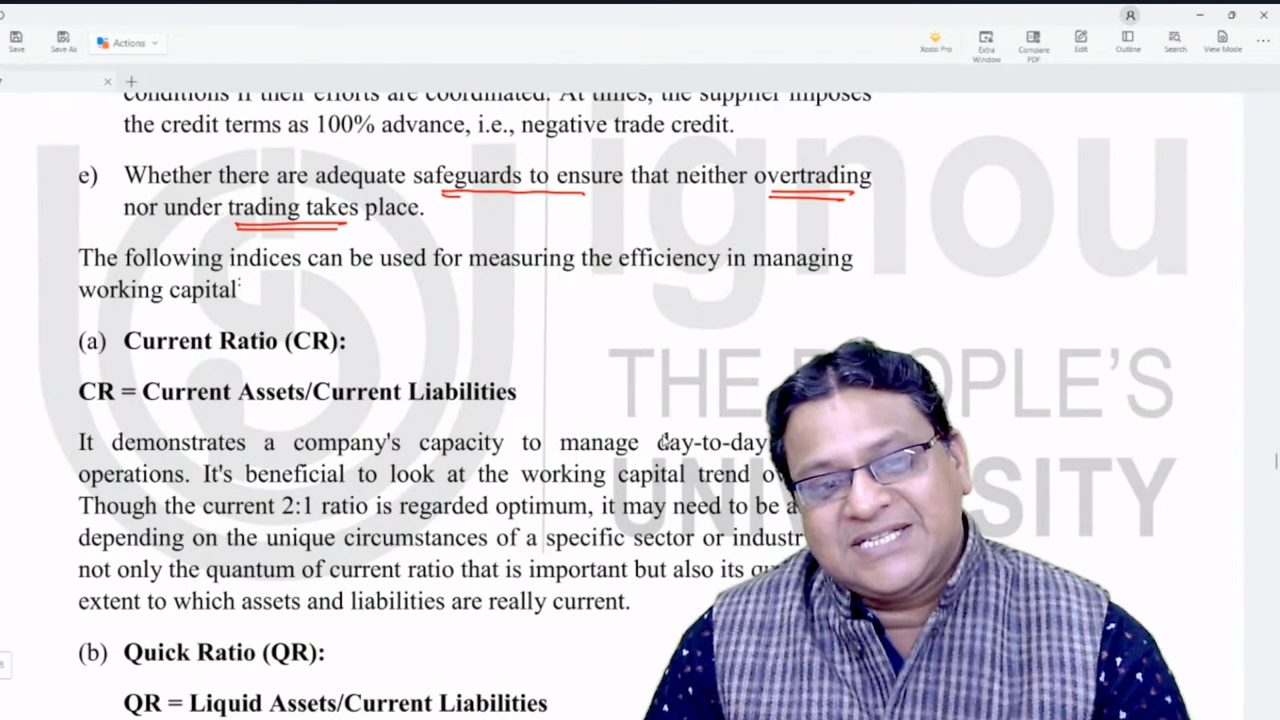 Save
Save As
Actions
Xodo Pro
Extra Window
Compare PDF
Edit
Outline
Search
View Mode
conditions if their efforts are coordinated. At times, the supplier imposes
the credit terms as 100% advance, i.e., negative trade credit.
e) Whether there are adequate safeguards to ensure that neither overtrading
nor under trading takes place.
The following indices can be used for measuring the efficiency in managing
working capital:
(a) Current Ratio (CR):
CR = Current Assets/Current Liabilities
It demonstrates a company's capacity to manage day-to-day
operations. It's beneficial to look at the working capital trend
Though the current 2:1 ratio is regarded optimum, it may need to be
depending on the unique circumstances of a specific sector or
not only the quantum of current ratio that is important but also its
extent to which assets and liabilities are really current.
(b) Quick Ratio (QR):
QR = Liquid Assets/Current Liabilities
ignou
THE PEOPLE'S
UNIVERSITY